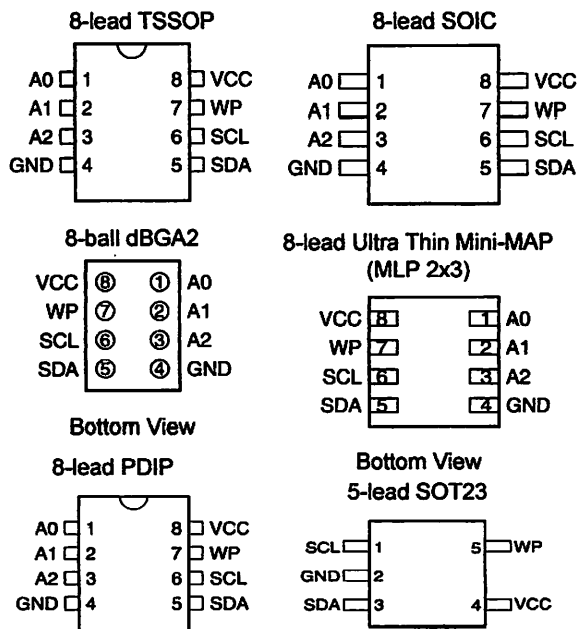 8-lead TSSOP
A0 1 8 VCC
A1 2 7 WP
A2 3 6 SCL
GND 4 5 SDA
8-lead SOIC
A0 1 8 VCC
A1 2 7 WP
A2 3 6 SCL
GND 4 5 SDA
8-ball dBGA2
VCC 8 1 A0
WP 7 2 A1
SCL 6 3 A2
SDA 5 4 GND
Bottom View
8-lead Ultra Thin Mini-MAP
(MLP 2x3)
VCC 8 1 A0
WP 7 2 A1
SCL 6 3 A2
SDA 5 4 GND
Bottom View
8-lead PDIP
A0 1 8 VCC
A1 2 7 WP
A2 3 6 SCL
GND 4 5 SDA
5-lead SOT23
SCL 1 5 WP
GND 2
SDA 3 4 VCC